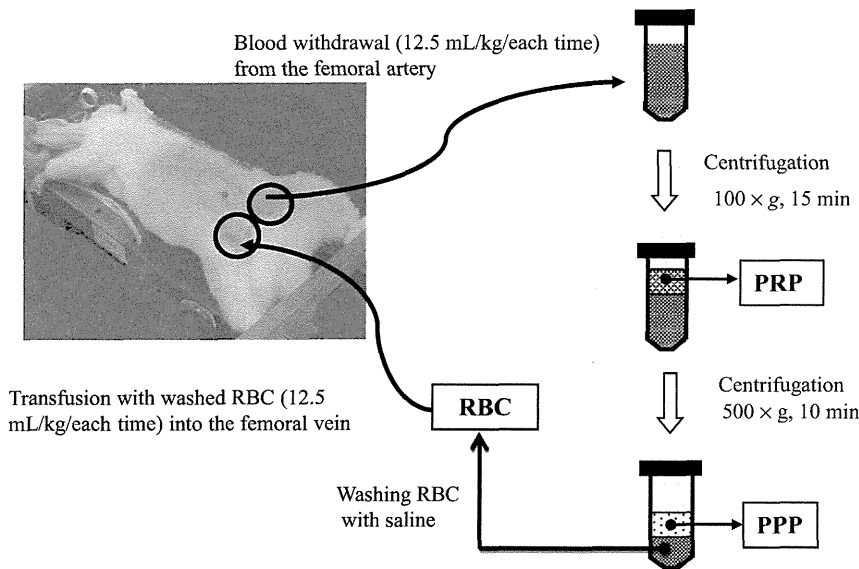 Blood withdrawal (12.5 mL/kg/each time)
from the femoral artery
Centrifugation
100 × g, 15 min
PRP
Centrifugation
500 × g, 10 min
Transfusion with washed RBC (12.5
mL/kg/each time) into the femoral vein
RBC
Washing RBC
with saline
PPP